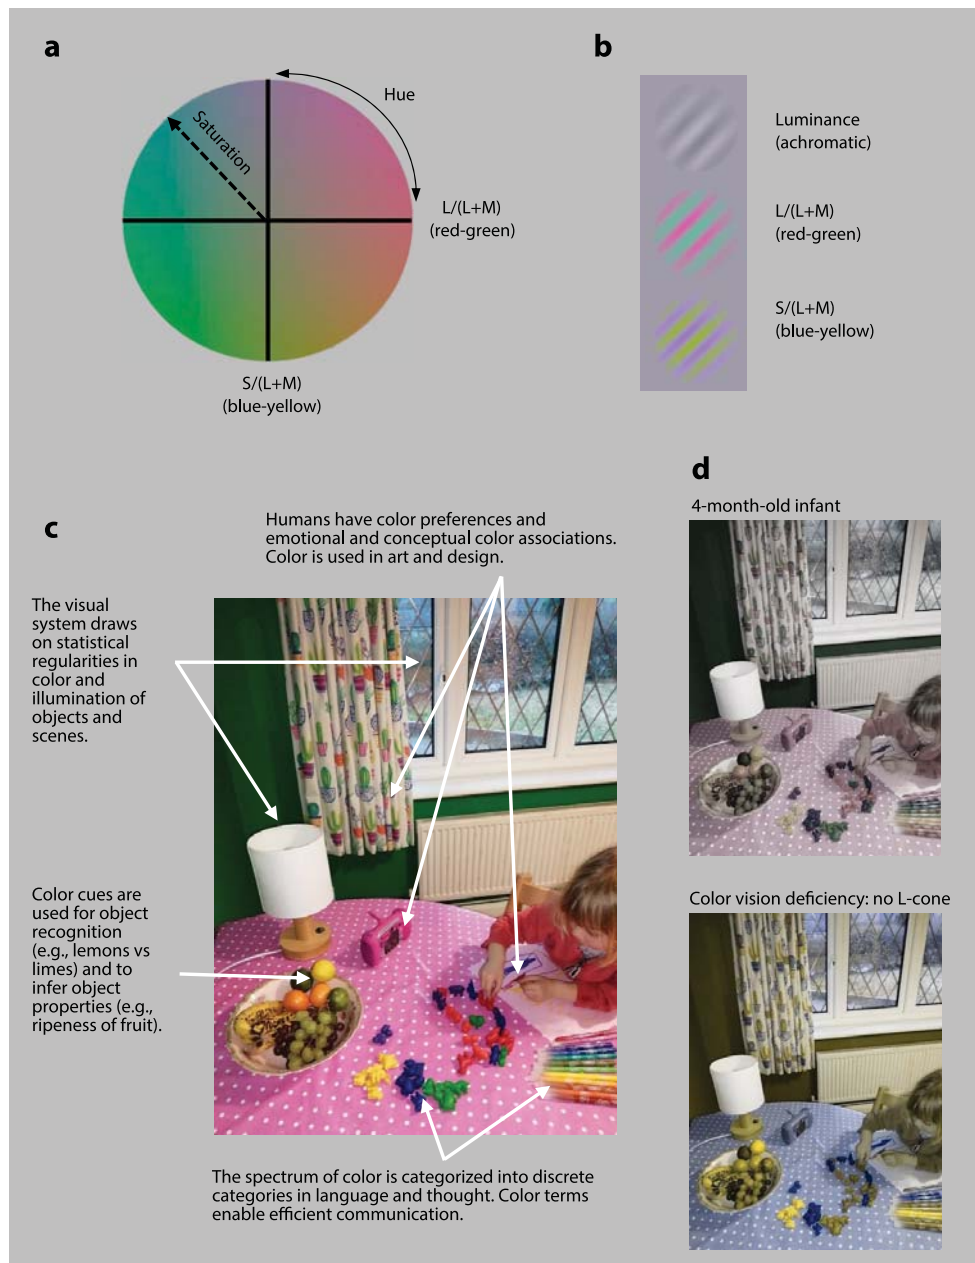 a
Hue
Saturation
L/(L+M)
(red-green)
S/(L+M)
(blue-yellow)
b
Luminance
(achromatic)
L/(L+M)
(red-green)
S/(L+M)
(blue-yellow)
c
Humans have color preferences and
emotional and conceptual color associations.
Color is used in art and design.
The visual
system draws
on statistical
regularities in
color and
illumination of
objects and
scenes.
Color cues are
used for object
recognition
(e.g., lemons vs
limes) and to
infer object
properties (e.g.,
ripeness of fruit).
The spectrum of color is categorized into discrete
categories in language and thought. Color terms
enable efficient communication.
d
4-month-old infant
Color vision deficiency: no L-cone